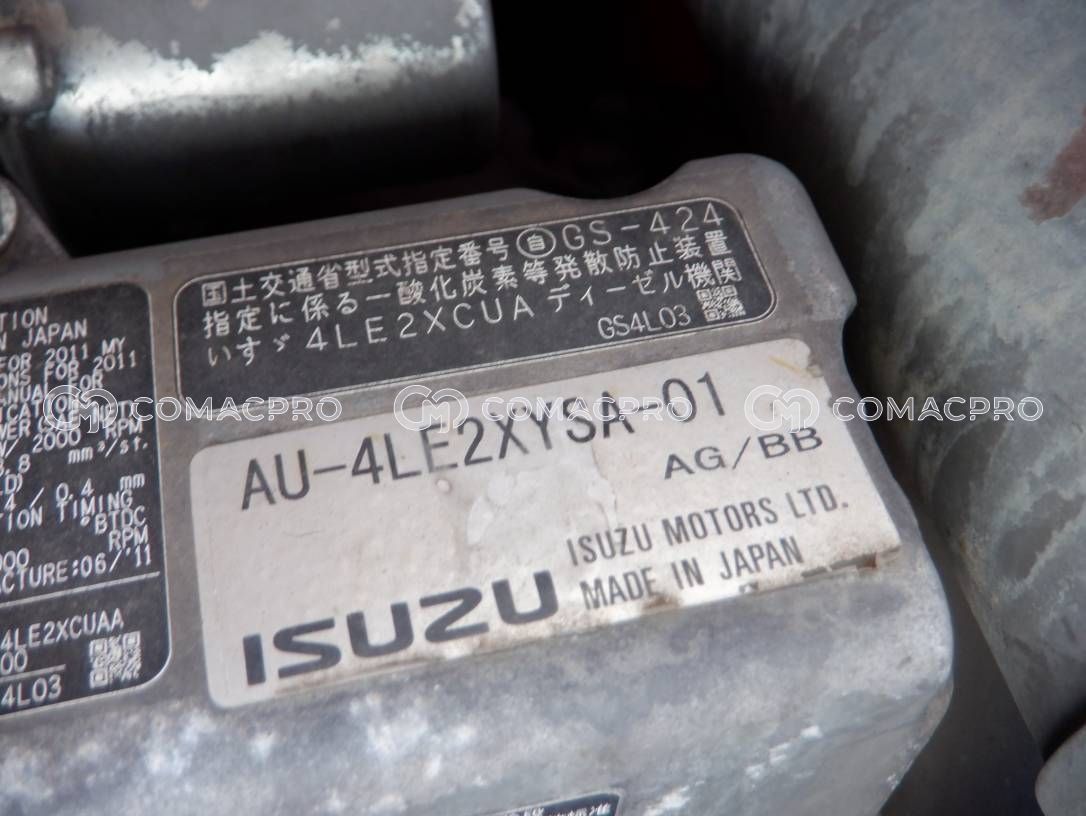 国土交通省型式指定番号 自 GS-424
指定に係る一酸化炭素等発散防止装置
いすゞ 4LE2XCUA ディーゼル機関
GS4L03
JAPAN
FOR 2011 MY
FOR 2011
FOR
/ 2000 RPM
mm³/st.
/ 0.4 mm
TION TIMING
°BTDC
RPM
ACTURE:06/'11
4LE2XCUAA
00
4L03
AU-4LE2XYSA-01
AG/BB
ISUZU MOTORS LTD.
MADE IN JAPAN
ISUZU
COMACPRO COMACPRO COMACPRO